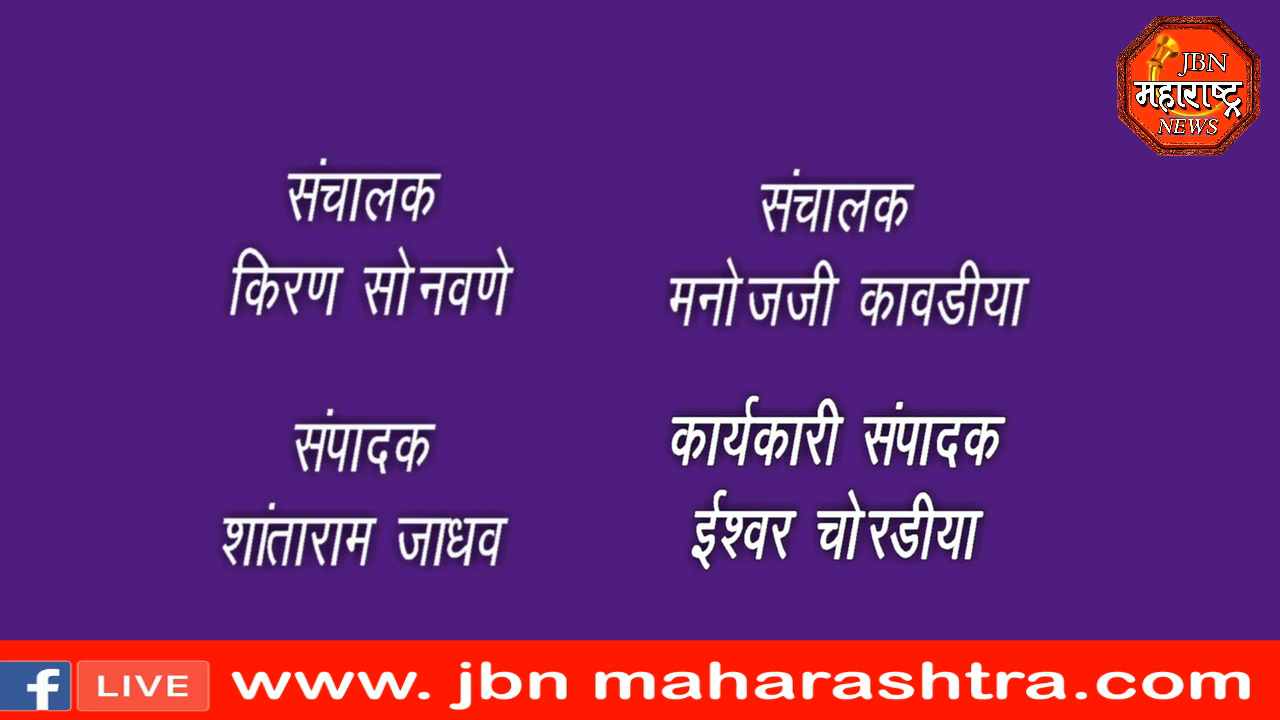 JBN
महाराष्ट्र
NEWS
संचालक
किरण सोनवणे
संचालक
मनोजजी कावडीया
संपादक
शांताराम जाधव
कार्यकारी संपादक
ईश्वर चोरडीया
f LIVE www. jbn maharashtra.com